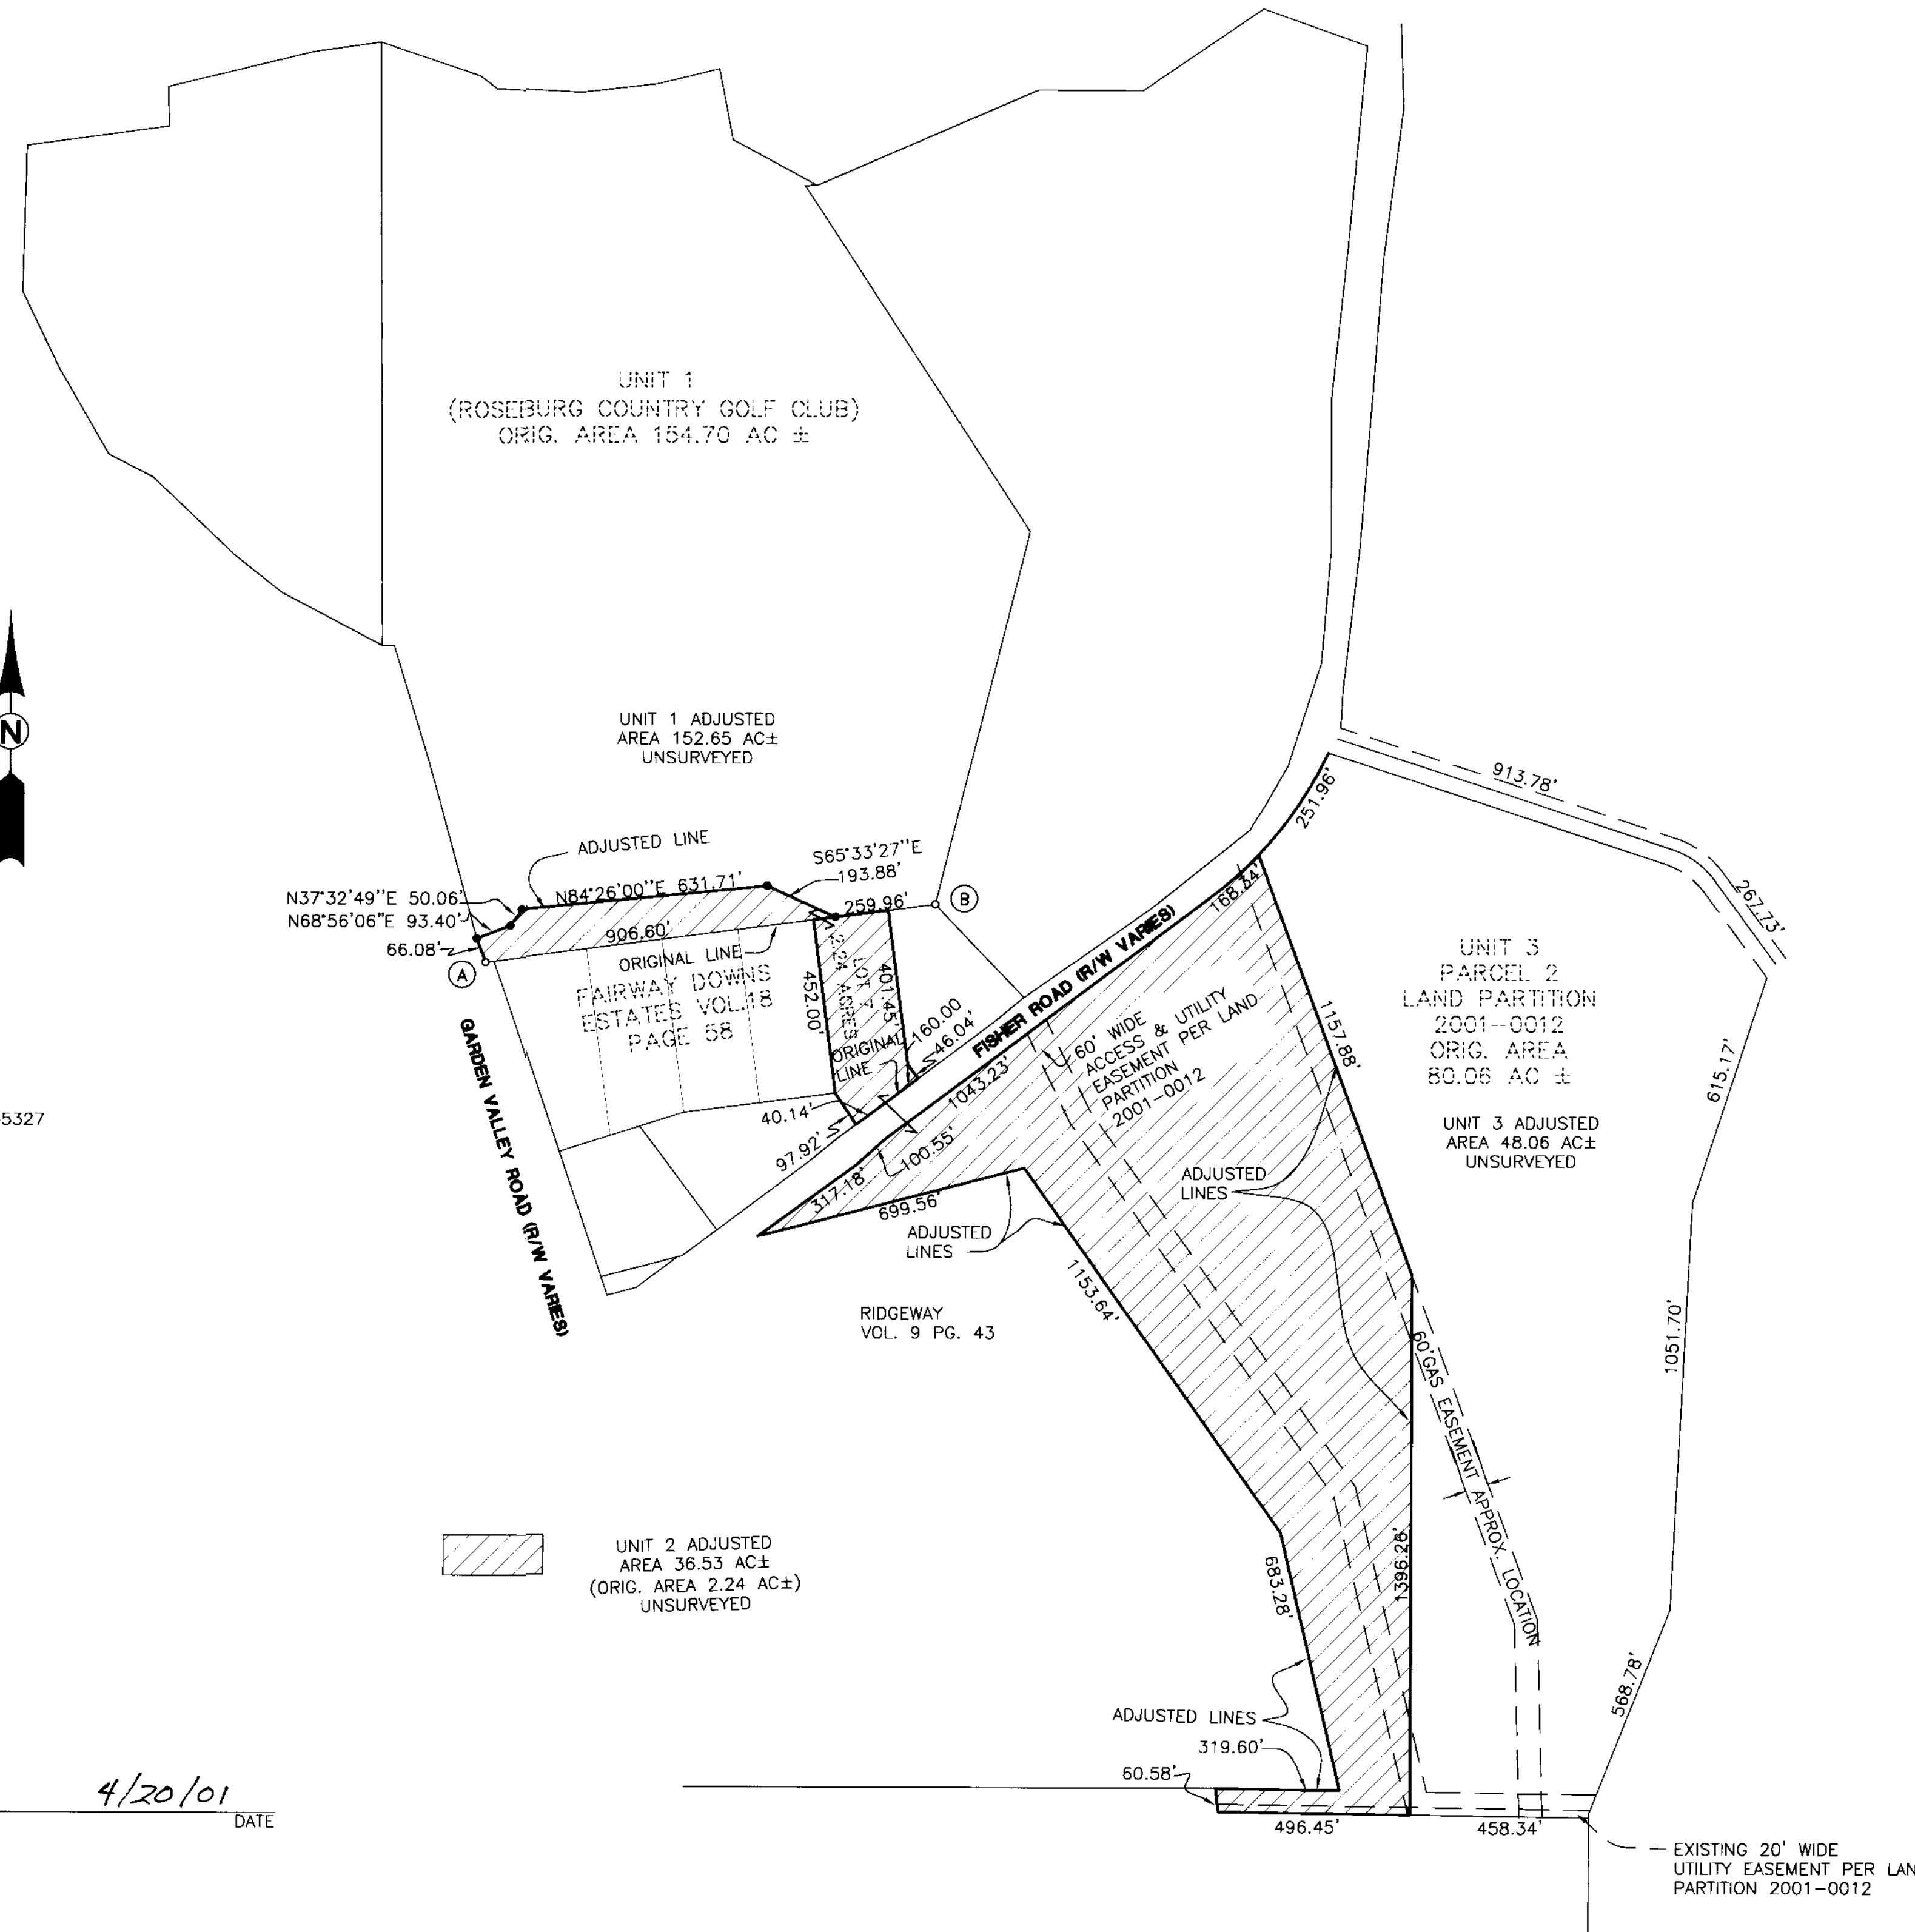 UNIT 1
(ROSEBURG COUNTRY GOLF CLUB)
ORIG. AREA 154.70 AC ±
N
UNIT 1 ADJUSTED
AREA 152.65 AC±
UNSURVEYED
ADJUSTED LINE
S65°33'27"E
193.88'
N37°32'49"E 50.06'
N84°26'00"E 631.71'
259.96'
B
N68°56'06"E 93.40'
66.08'
906.60'
ORIGINAL LINE
A
FAIRWAY DOWNS
ESTATES VOL.18
PAGE 58
452.00'
2.24 ACRES
LOT 7
401.45'
ORIGINAL
LINE
160.00
46.04'
40.14'
97.92'
GARDEN VALLEY ROAD (R/W VARIES)
FISHER ROAD (R/W VARIES)
251.96'
168.34'
1043.23'
100.55'
317.18'
699.56'
60' WIDE
ACCESS & UTILITY
EASEMENT PER LAND
PARTITION
2001-0012
913.78'
267.73'
UNIT 3
PARCEL 2
LAND PARTITION
2001--0012
ORIG. AREA
80.06 AC ±
UNIT 3 ADJUSTED
AREA 48.06 AC±
UNSURVEYED
1157.88'
615.17'
1051.70'
568.78'
5327
ADJUSTED
LINES
ADJUSTED
LINES
1153.64'
RIDGEWAY
VOL. 9 PG. 43
60'GAS EASEMENT APPROX. LOCATION
1396.26'
683.28'
UNIT 2 ADJUSTED
AREA 36.53 AC±
(ORIG. AREA 2.24 AC±)
UNSURVEYED
ADJUSTED LINES
319.60'
60.58'
496.45'
458.34'
4/20/01
DATE
EXISTING 20' WIDE
UTILITY EASEMENT PER LAN
PARTITION 2001-0012